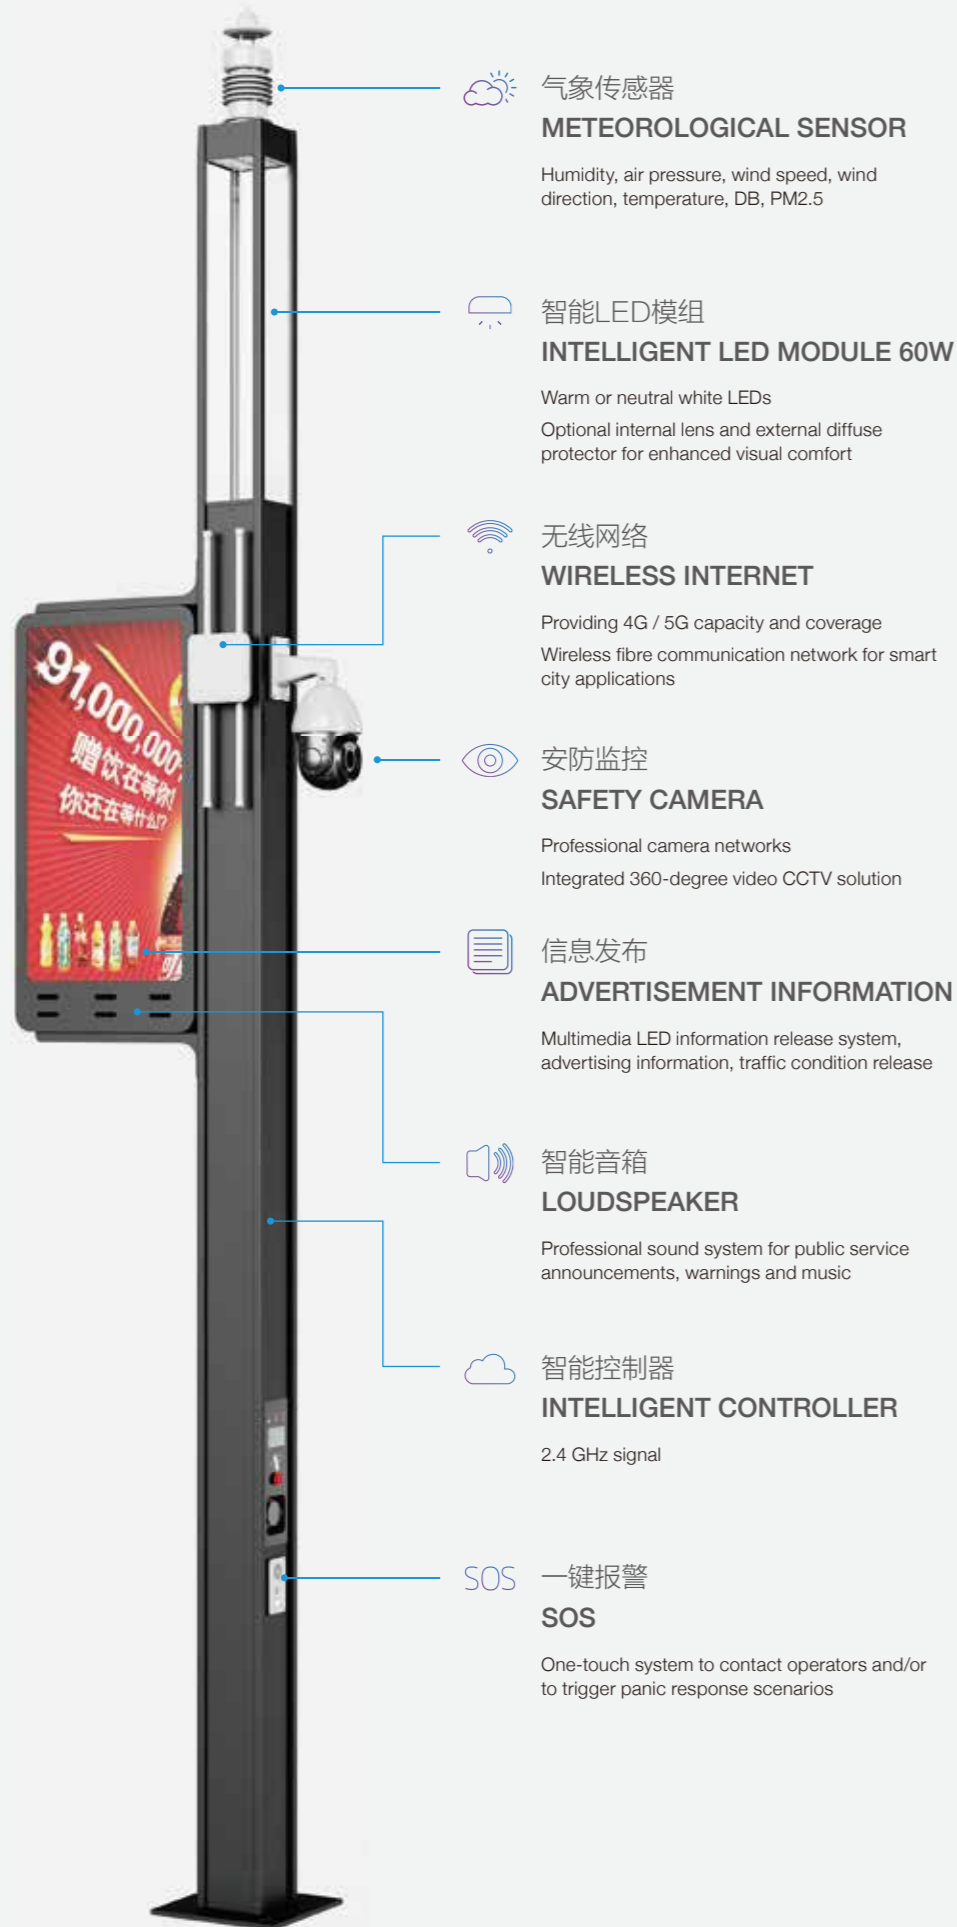 气象传感器
METEOROLOGICAL SENSOR
Humidity, air pressure, wind speed, wind
direction, temperature, DB, PM2.5
智能LED模组
INTELLIGENT LED MODULE 60W
Warm or neutral white LEDs
Optional internal lens and external diffuse
protector for enhanced visual comfort
无线网络
WIRELESS INTERNET
Providing 4G / 5G capacity and coverage
Wireless fibre communication network for smart
city applications
91,000,000
赠饮在等你!
你还在等什么!?
安防监控
SAFETY CAMERA
Professional camera networks
Integrated 360-degree video CCTV solution
信息发布
ADVERTISEMENT INFORMATION
Multimedia LED information release system,
advertising information, traffic condition release
智能音箱
LOUDSPEAKER
Professional sound system for public service
announcements, warnings and music
智能控制器
INTELLIGENT CONTROLLER
2.4 GHz signal
SOS
一键报警
SOS
One-touch system to contact operators and/or
to trigger panic response scenarios